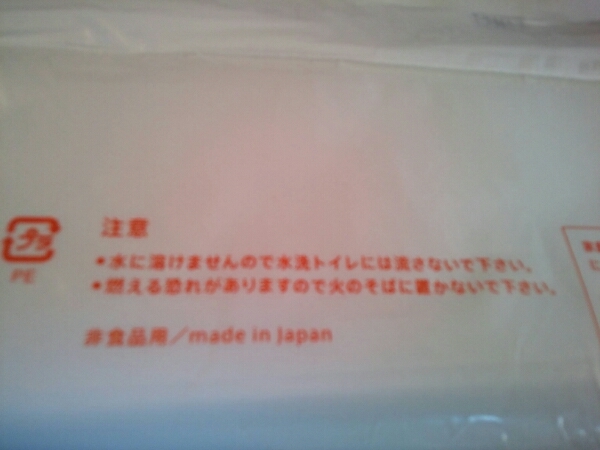 注意
プラ
•水に溶けませんので水洗トイレには流さないで下さい。
•燃える恐れがありますので火のそばに置かないで下さい。
PE
非食品用/made in Japan